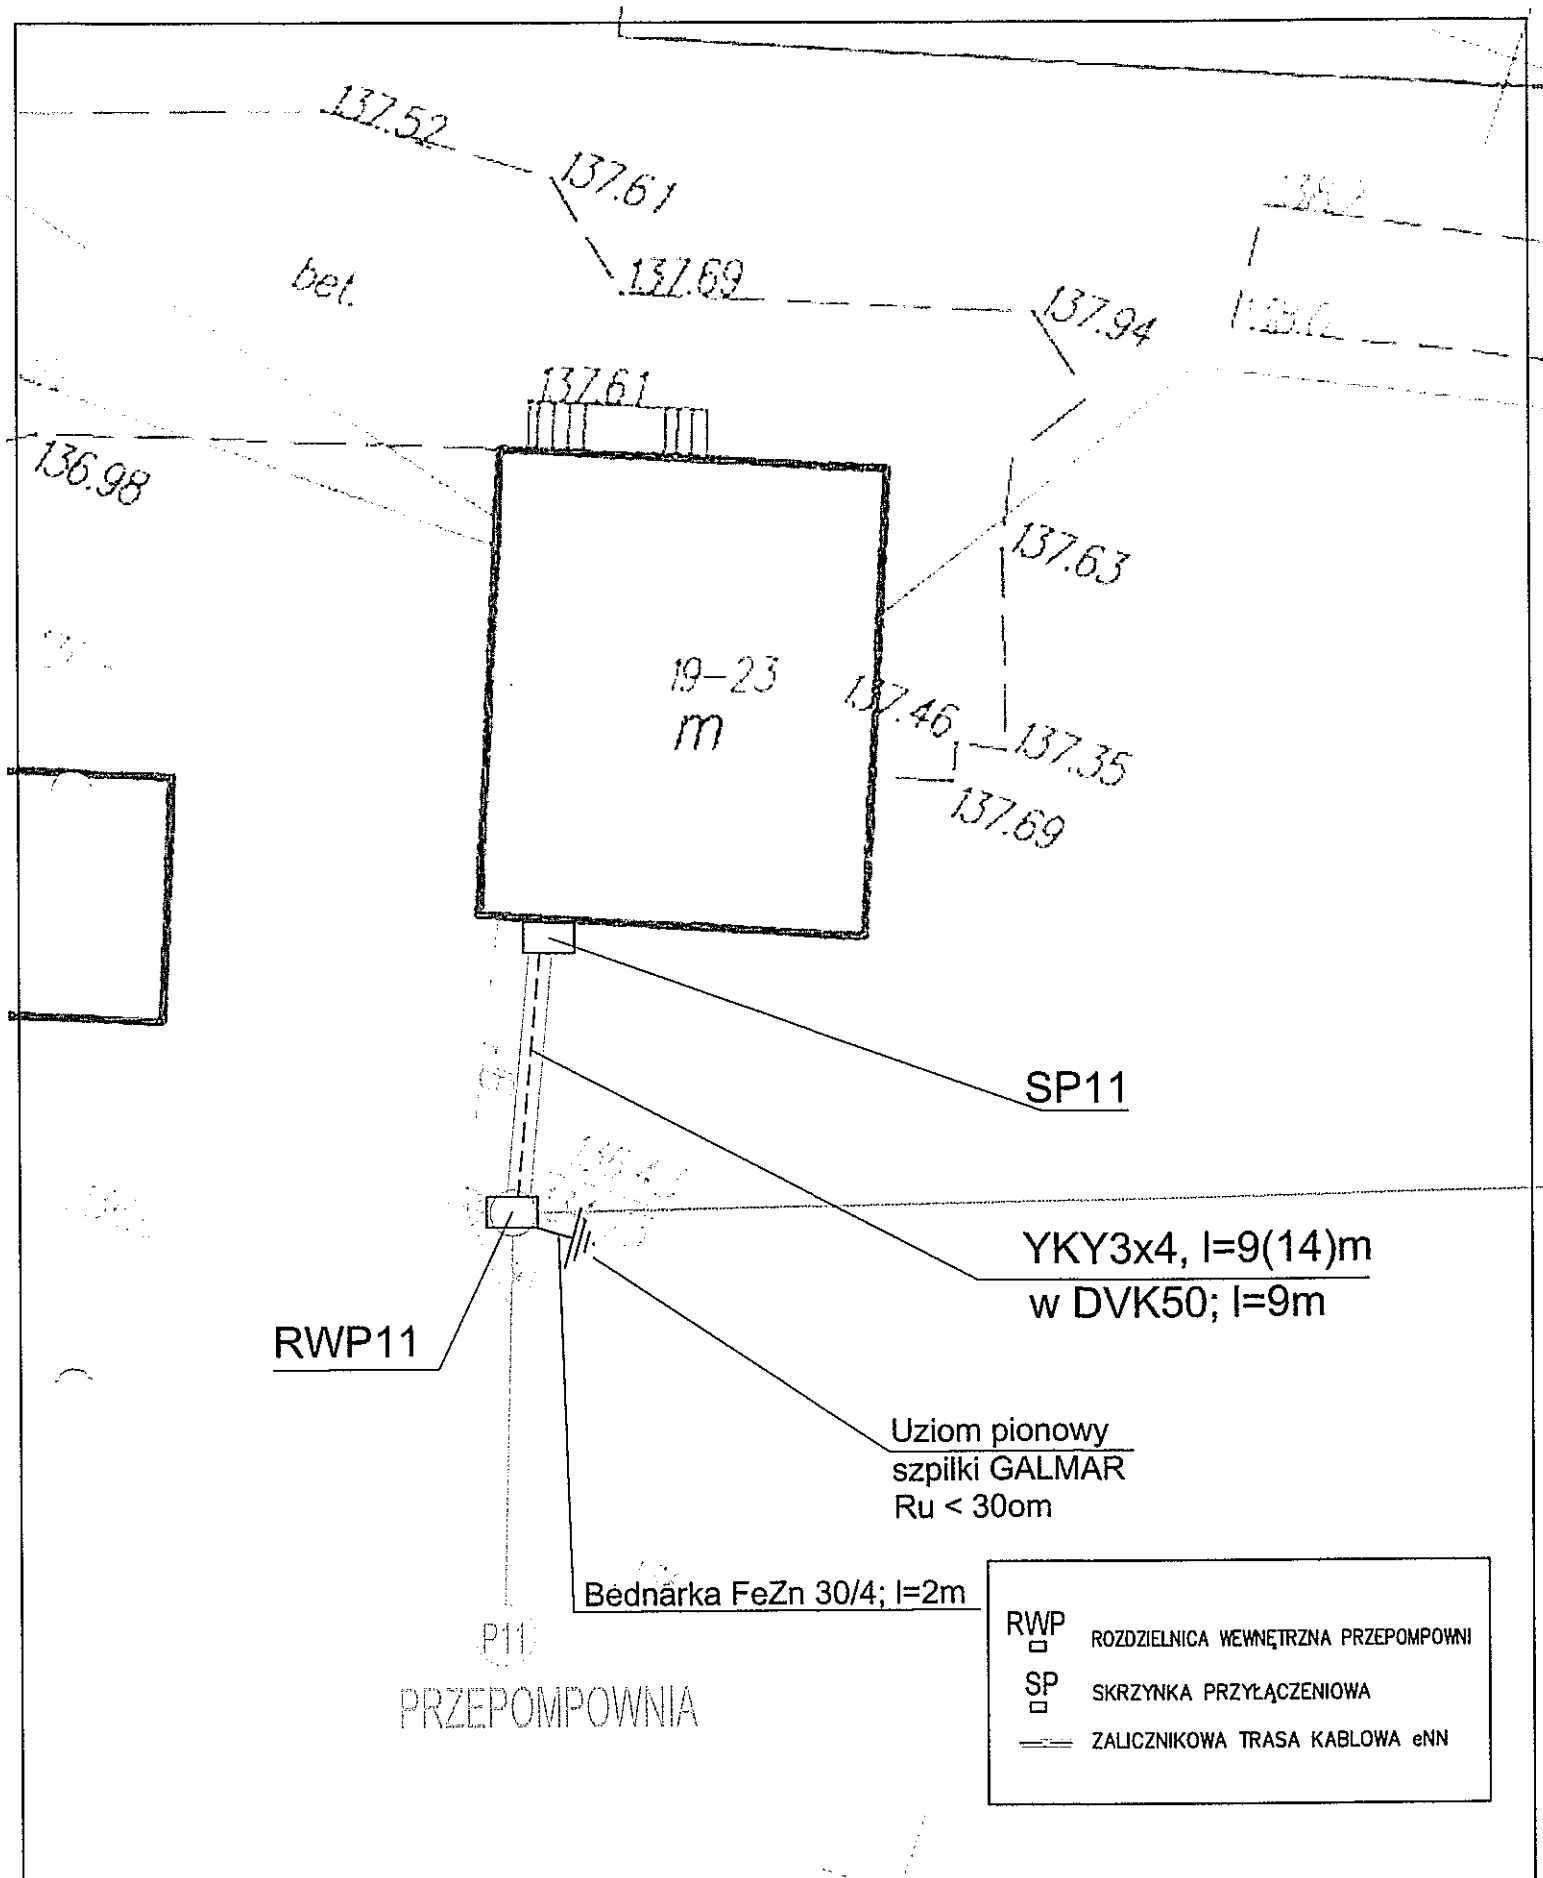 137.52
137.61
137.69
bet.
137.94
137.61
136.98
137.63
19-23
m
137.46
137.35
137.69
SP11
YKY3x4, l=9(14)m
w DVK50; l=9m
RWP11
Uziom pionowy
szpilki GALMAR
Ru < 30om
Bednarka FeZn 30/4; l=2m
P11
PRZEPOMPOWNIA
RWP ROZDZIELNICA WEWNĘTRZNA PRZEPOMPOWNI
SP SKRZYNKA PRZYŁĄCZENIOWA
ZALICZNIKOWA TRASA KABLOWA eNN